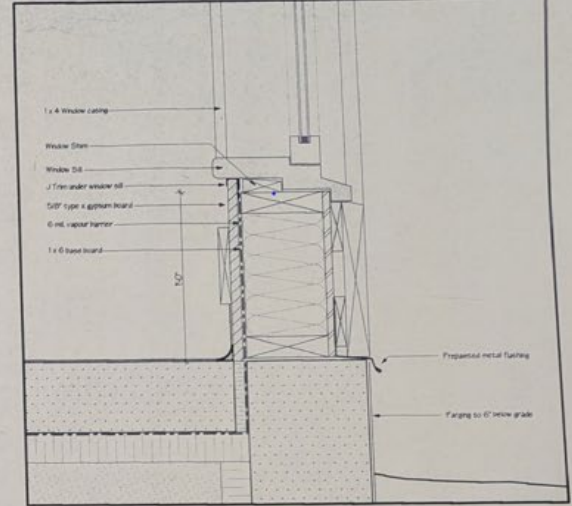 1 x 4 Window casing
Window Shim
Window Sill
J Trim under window sill
5/8" type x gypsum board
6 mil. vapour barrier
1 x 6 base board
Prepainted metal flashing
Parging to 6" below grade